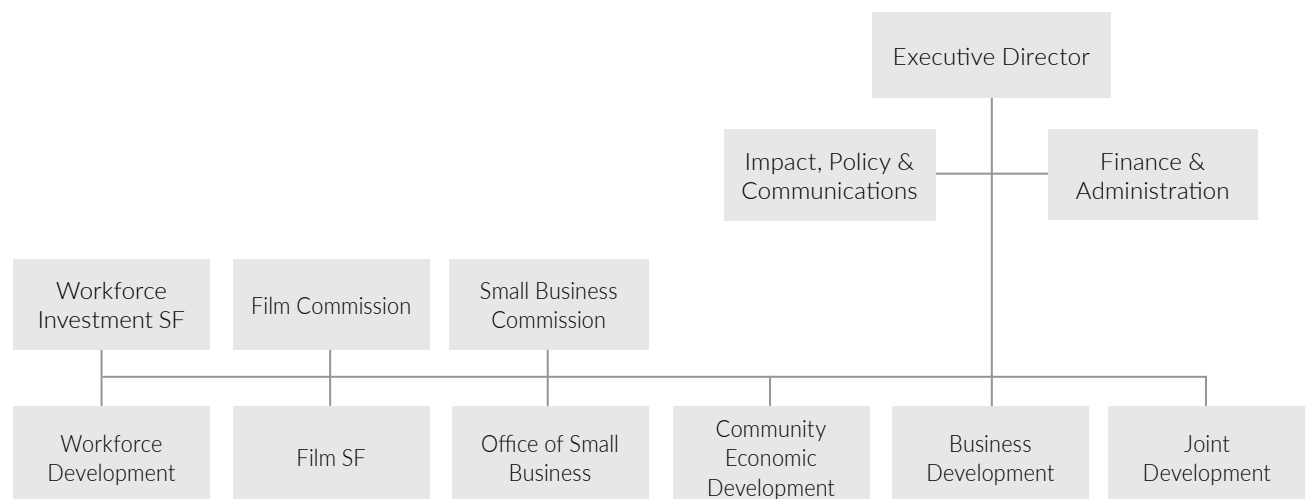 Executive Director
Impact, Policy &
Communications
Finance &
Administration
Workforce
Investment SF
Film Commission
Small Business
Commission
Workforce
Development
Film SF
Office of Small
Business
Community
Economic
Development
Business
Development
Joint
Development